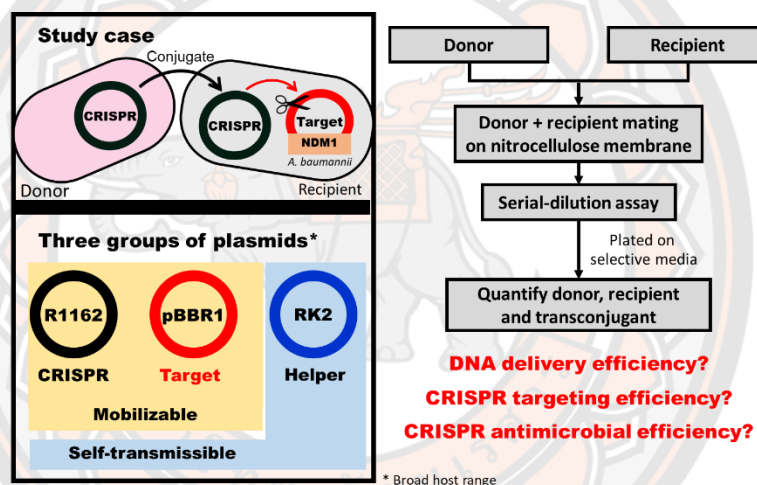 Study case
Conjugate
CRISPR
CRISPR
Target
NDM1
A. baumannii
Donor
Recipient
Three groups of plasmids*
R1162
pBBR1
RK2
CRISPR
Target
Helper
Mobilizable
Self-transmissible
Donor
Recipient
Donor + recipient mating
on nitrocellulose membrane
Serial-dilution assay
Plated on
selective media
Quantify donor, recipient
and transconjugant
DNA delivery efficiency?
CRISPR targeting efficiency?
CRISPR antimicrobial efficiency?
* Broad host range